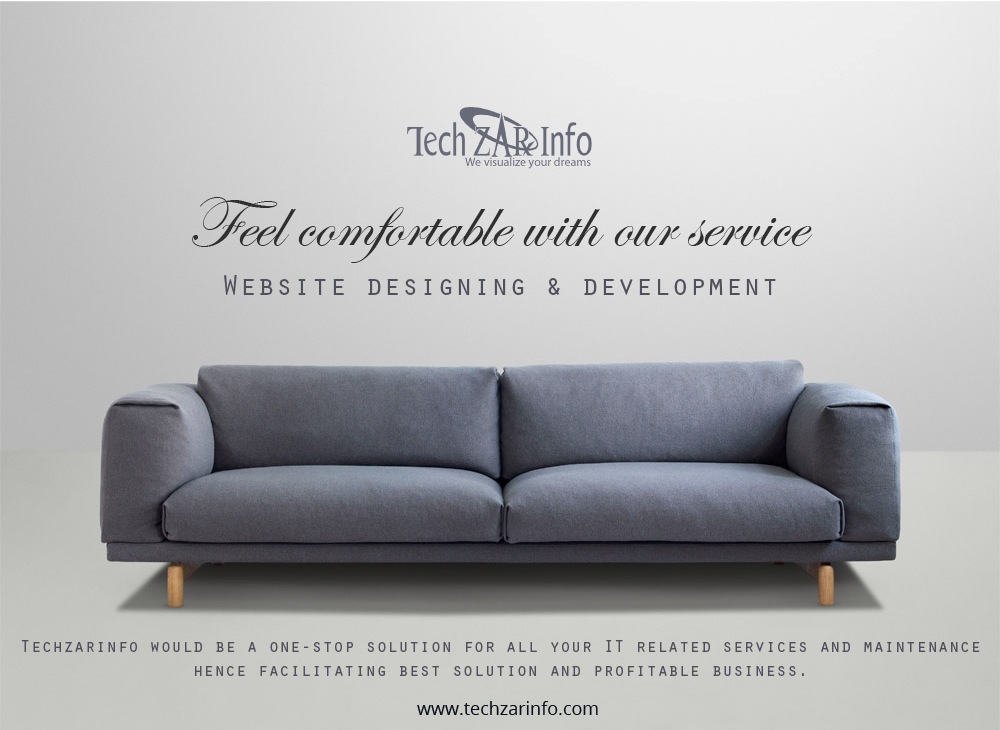 Tech ZAR Info
We visualize your dreams
Feel comfortable with our service
Website designing & development
Techzarinfo would be a one-stop solution for all your IT related services and maintenance
hence facilitating best solution and profitable business.
www.techzarinfo.com